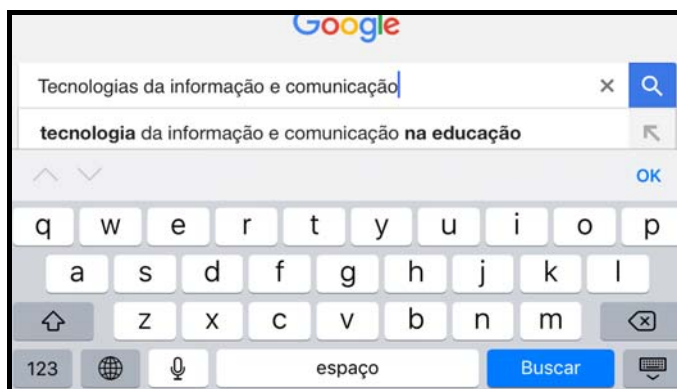 Google
Tecnologias da informação e comunicação
tecnologia da informação e comunicação na educação
OK
q w e r t y u i o p
a s d f g h j k l
z x c v b n m
123 espaço Buscar